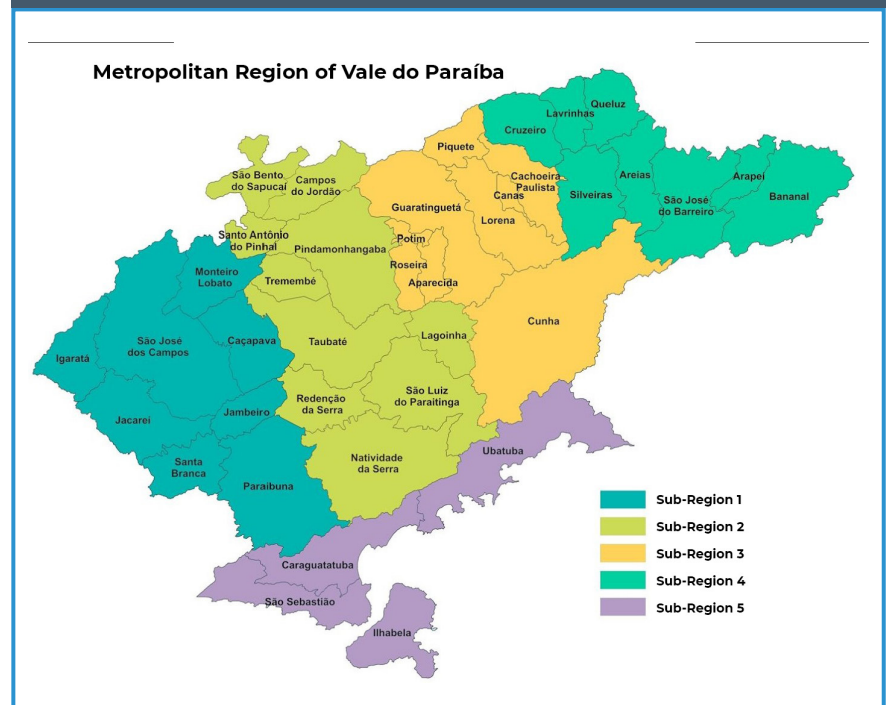 Metropolitan Region of Vale do Paraíba
Queluz
Lavrinhas
Cruzeiro
Piquete
Cachoeira
Paulista
Canas
Areias
Arapeí
Silveiras
São José
do Barreiro
Bananal
São Bento
do Sapucaí
Campos
do Jordão
Guaratinguetá
Lorena
Santo Antônio
do Pinhal
Pindamonhangaba
Potim
Roseira
Aparecida
Monteiro
Lobato
Tremembé
Cunha
São José
dos Campos
Caçapava
Taubaté
Lagoinha
Igaratá
Redenção
da Serra
São Luiz
do Paraitinga
Jacareí
Jambeiro
Santa
Branca
Paraibuna
Natividade
da Serra
Ubatuba
Caraguatatuba
São Sebastião
Ilhabela
Sub-Region 1
Sub-Region 2
Sub-Region 3
Sub-Region 4
Sub-Region 5